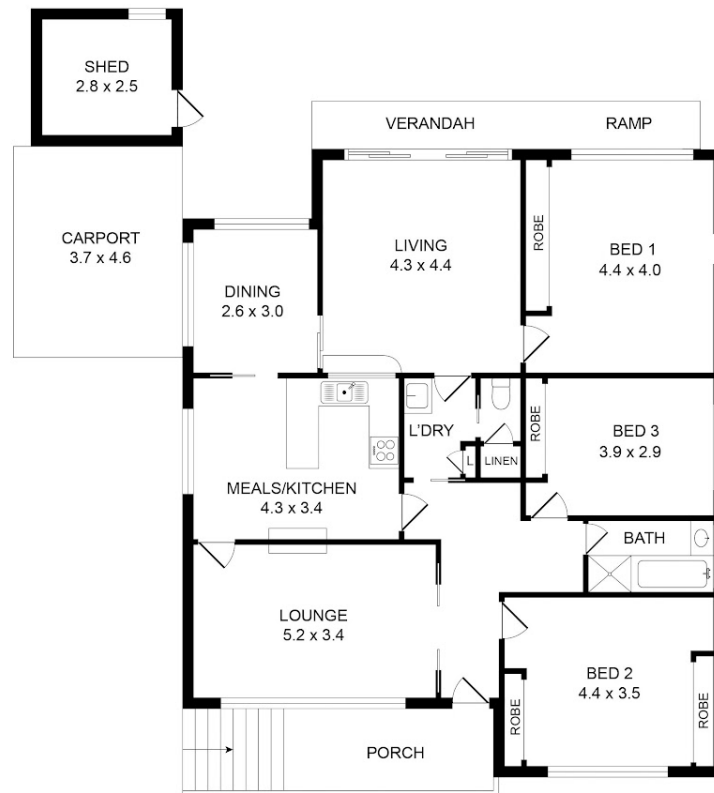 SHED
2.8 x 2.5
VERANDAH
RAMP
CARPORT
3.7 x 4.6
LIVING
4.3 x 4.4
ROBE
BED 1
4.4 x 4.0
DINING
2.6 x 3.0
L'DRY
L
LINEN
ROBE
BED 3
3.9 x 2.9
MEALS/KITCHEN
4.3 x 3.4
BATH
LOUNGE
5.2 x 3.4
BED 2
4.4 x 3.5
ROBE
ROBE
PORCH